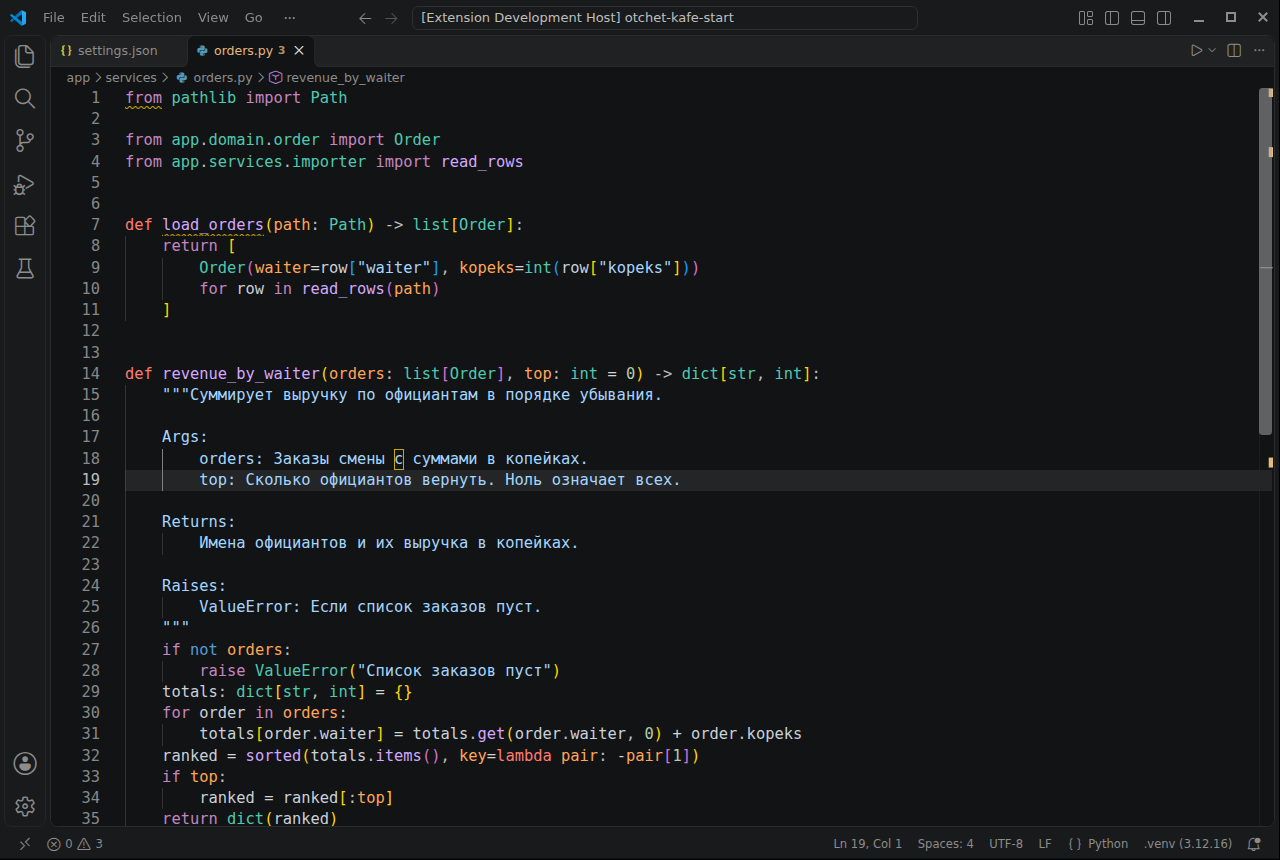 File Edit Selection View Go ··· [Extension Development Host] otchet-kafe-start
{} settings.json orders.py 3
app > services > orders.py > revenue_by_waiter
1 from pathlib import Path
2
3 from app.domain.order import Order
4 from app.services.importer import read_rows
5
6
7 def load_orders(path: Path) -> list[Order]:
8     return [
9         Order(waiter=row["waiter"], kopeks=int(row["kopeks"]))
10         for row in read_rows(path)
11     ]
12
13
14 def revenue_by_waiter(orders: list[Order], top: int = 0) -> dict[str, int]:
15     """Суммирует выручку по официантам в порядке убывания.
16
17     Args:
18         orders: Заказы смены с суммами в копейках.
19         top: Сколько официантов вернуть. Ноль означает всех.
20
21     Returns:
22         Имена официантов и их выручка в копейках.
23
24     Raises:
25         ValueError: Если список заказов пуст.
26     """
27     if not orders:
28         raise ValueError("Список заказов пуст")
29     totals: dict[str, int] = {}
30     for order in orders:
31         totals[order.waiter] = totals.get(order.waiter, 0) + order.kopeks
32     ranked = sorted(totals.items(), key=lambda pair: -pair[1])
33     if top:
34         ranked = ranked[:top]
35     return dict(ranked)
0 3 Ln 19, Col 1 Spaces: 4 UTF-8 LF {} Python .venv (3.12.16)